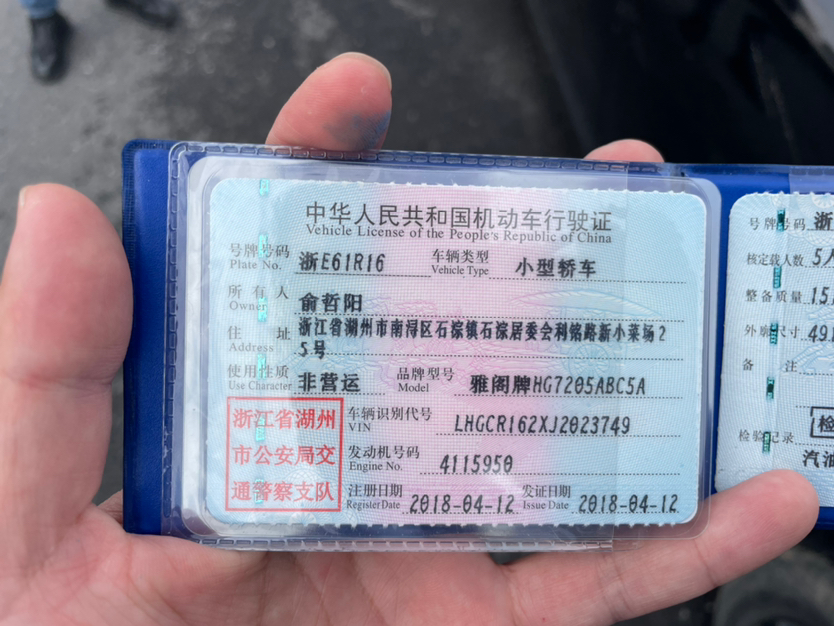 中华人民共和国机动车行驶证
Vehicle License of the People's Republic of China
号牌号码 浙E61R16 车辆类型 小型轿车
Plate No. Vehicle Type
所有人 俞哲阳
Owner
住址 浙江省湖州市南浔区石淙镇石淙居委会利铭路新小菜场2
Address 5号
使用性质 非营运 品牌型号 雅阁牌HG7205ABC5A
Use Character Model
浙江省湖州
市公安局交
通警察支队
车辆识别代号 LHGCR162XJ2023749
VIN
发动机号码 4115950
Engine No.
注册日期 2018-04-12 发证日期 2018-04-12
Register Date Issue Date
号牌号码 浙
核定载人数 5人
整备质量 15
外廓尺寸 491
备注
检验记录
汽油